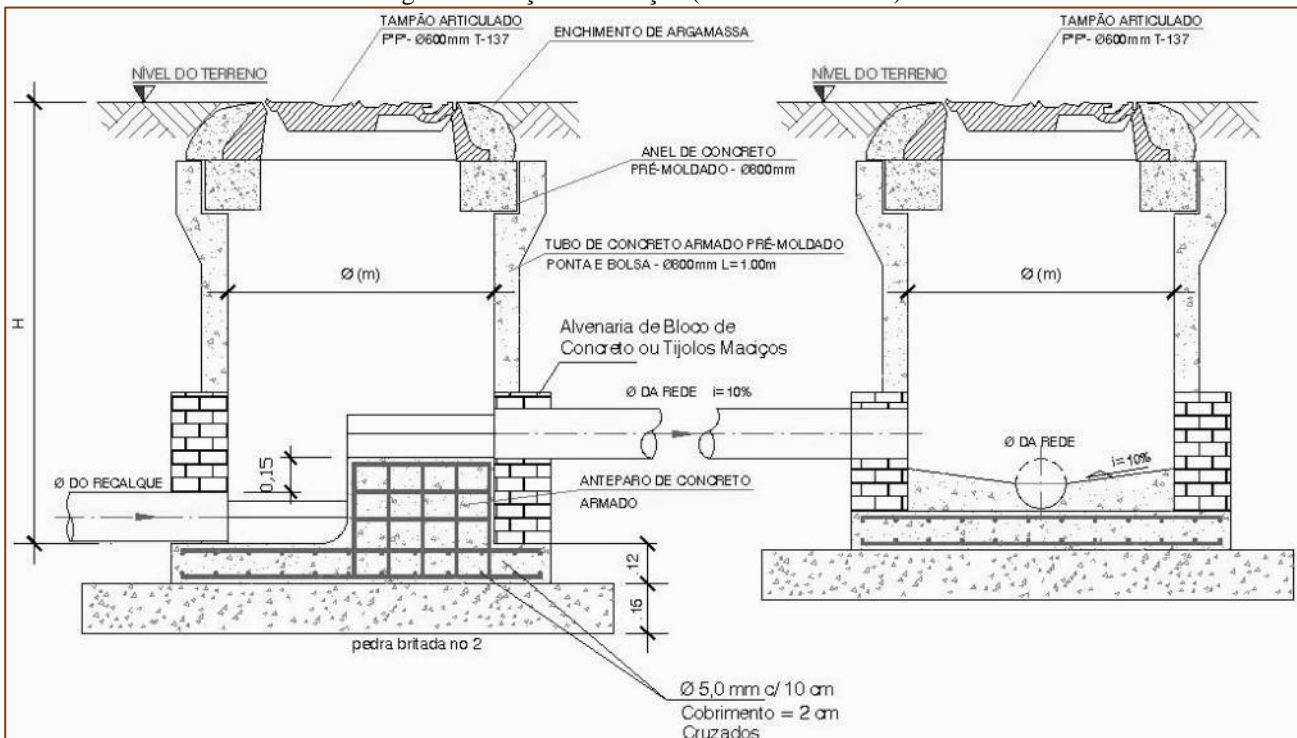 TAMPÃO ARTICULADO
FºFº- Ø600mm T-137
ENCHIMENTO DE ARGAMASSA
TAMPÃO ARTICULADO
FºFº- Ø600mm T-137
NÍVEL DO TERRENO
NÍVEL DO TERRENO
ANEL DE CONCRETO
PRÉ-MOLDADO - Ø800mm
TUBO DE CONCRETO ARMADO PRÉ-MOLDADO
PONTA E BOLSA - Ø800mm L=1.00m
Ø (m)
Ø (m)
H
Alvenaria de Bloco de
Concreto ou Tijolos Maciços
Ø DA REDE i=10%
Ø DA REDE
i=10%
0,15
Ø DO RECALQUE
ANTEPARO DE CONCRETO
ARMADO
12
.15
pedra britada no 2
Ø 5,0 mm c/ 10 cm
Cobrimento = 2 cm
Cruzados